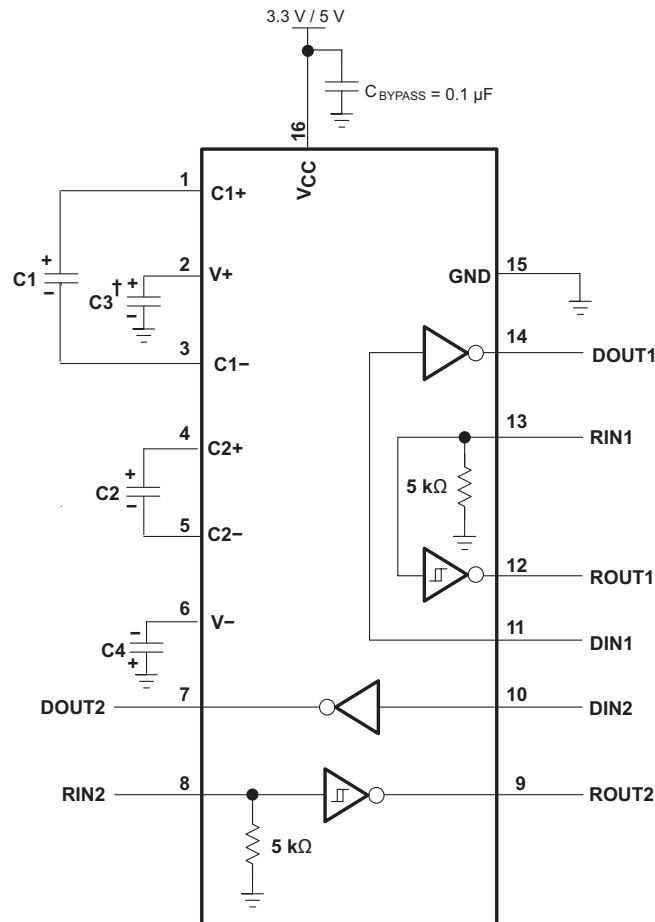 3.3 V / 5 V
C BYPASS = 0.1 µF
16
VCC
1
C1+
C1
+
−
2
V+
C3
†
+
−
3
C1−
4
C2+
C2
+
−
5
C2−
6
V−
C4
−
+
DOUT2
7
RIN2
8
5 kΩ
GND
15
14
DOUT1
13
RIN1
5 kΩ
12
ROUT1
11
DIN1
10
DIN2
9
ROUT2